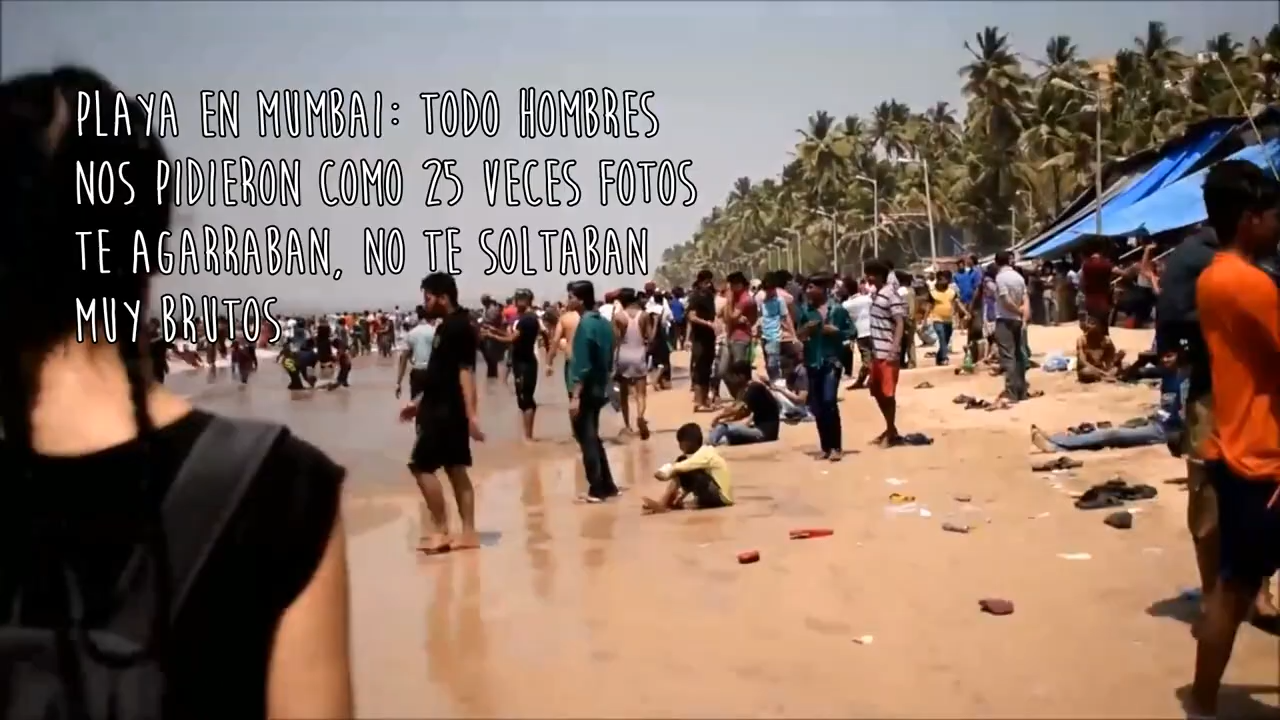 PLAYA EN MUMBAI: TODO HOMBRES
NOS PIDIERON COMO 25 VECES FOTOS
TE AGARRABAN, NO TE SOLTABAN
MUY BRUTOS